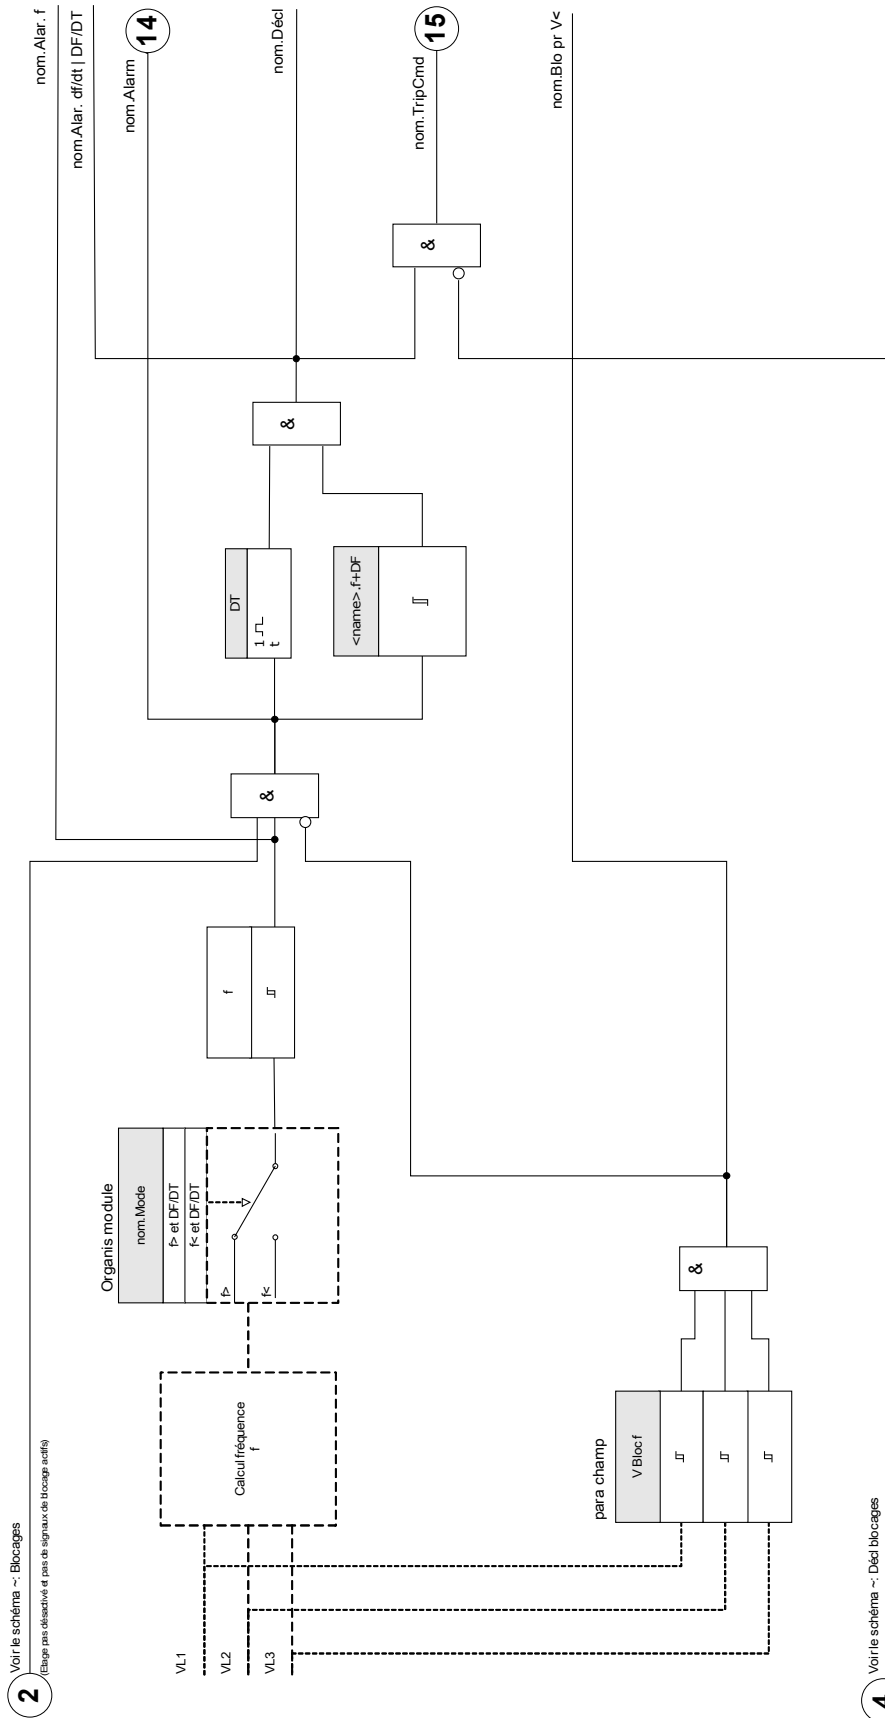 2
Voir le schéma ~: Blocages
(Etage pas désactivé et pas de signaux de blocage actifs)
VL1
VL2
VL3
Calcul fréquence
f
Organis module
nom.Mode
f> et DF/DT
f< et DF/DT
f>
f<
f
&
DT
1
t
<name>.f+DF
&
&
nom.Alar. f
nom.Alar. df/dt | DF/DT
nom.Alarm
14
nom.Décl
nom.TripCmd
15
nom.Blo pr V<
para champ
V Bloc f
&
4
Voir le schéma ~: Décl blocages